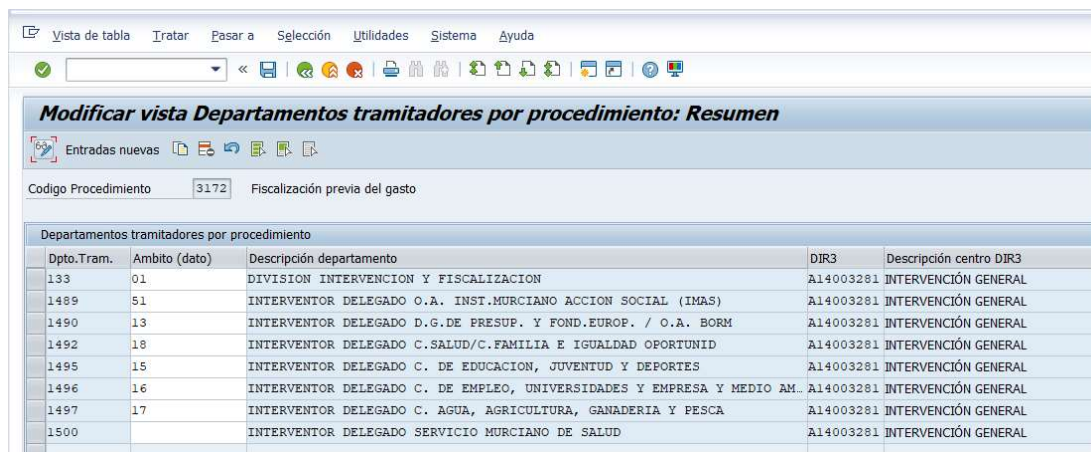 Vista de tabla Tratar Pasar a Selección Utilidades Sistema Ayuda
Modificar vista Departamentos tramitadores por procedimiento: Resumen
Entradas nuevas
Codigo Procedimiento 3172 Fiscalización previa del gasto
Departamentos tramitadores por procedimiento
Dpto.Tram. Ambito (dato) Descripción departamento DIR3 Descripción centro DIR3
133 01 DIVISION INTERVENCION Y FISCALIZACION A14003281 INTERVENCIÓN GENERAL
1489 51 INTERVENTOR DELEGADO O.A. INST.MURCIANO ACCION SOCIAL (IMAS) A14003281 INTERVENCIÓN GENERAL
1490 13 INTERVENTOR DELEGADO D.G.DE PRESUP. Y FOND.EUROP. / O.A. BORM A14003281 INTERVENCIÓN GENERAL
1492 18 INTERVENTOR DELEGADO C.SALUD/C.FAMILIA E IGUALDAD OPORTUNID A14003281 INTERVENCIÓN GENERAL
1495 15 INTERVENTOR DELEGADO C. DE EDUCACION, JUVENTUD Y DEPORTES A14003281 INTERVENCIÓN GENERAL
1496 16 INTERVENTOR DELEGADO C. DE EMPLEO, UNIVERSIDADES Y EMPRESA Y MEDIO AM… A14003281 INTERVENCIÓN GENERAL
1497 17 INTERVENTOR DELEGADO C. AGUA, AGRICULTURA, GANADERIA Y PESCA A14003281 INTERVENCIÓN GENERAL
1500 INTERVENTOR DELEGADO SERVICIO MURCIANO DE SALUD A14003281 INTERVENCIÓN GENERAL